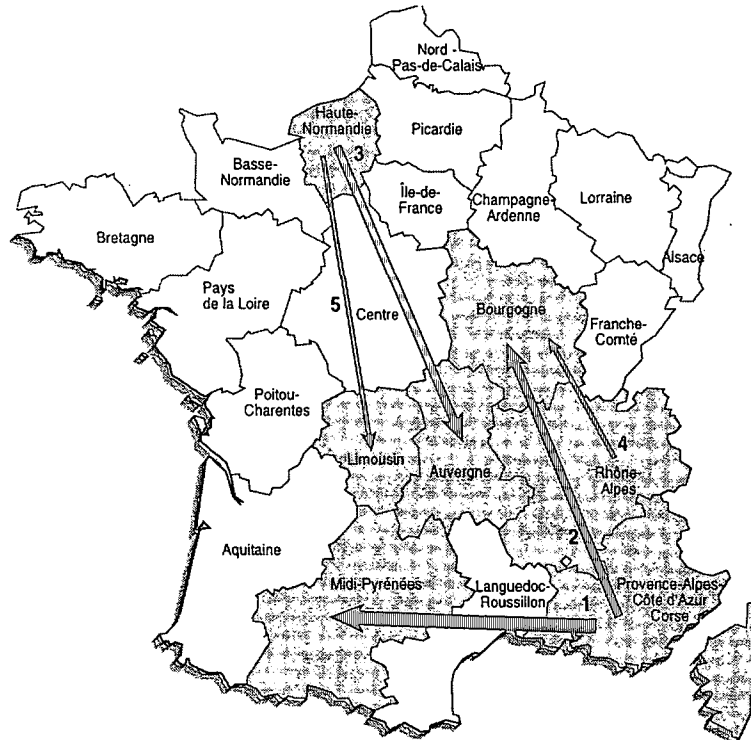 Nord -
Pas-de-Calais
Haute-
Normandie
Picardie
3
Basse-
Normandie
Île-de-
France
Champagne-
Ardenne
Lorraine
Alsace
Bretagne
Pays
de la Loire
5
Centre
Bourgogne
Franche-
Comté
Poitou-
Charentes
4
Limousin
Auvergne
Rhône-
Alpes
2
Aquitaine
Midi-Pyrénées
Languedoc-
Roussillon
1
Provence-Alpes-
Côte d'Azur
Corse